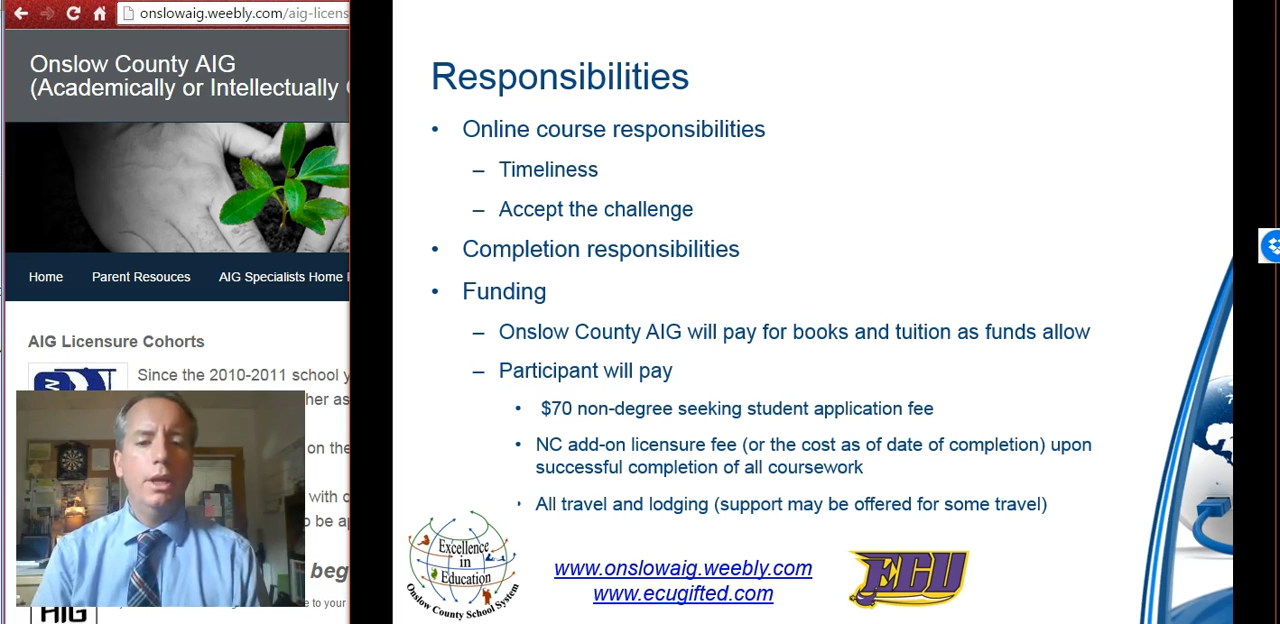 onslowaig.weebly.com/aig-licens
Onslow County AIG
(Academically or Intellectually
Home Parent Resouces AIG Specialists Home
AIG Licensure Cohorts
Since the 2010-2011 school y
her as
on the
with
o be ap
beg
e to your
AIG
Responsibilities
• Online course responsibilities
– Timeliness
– Accept the challenge
• Completion responsibilities
• Funding
– Onslow County AIG will pay for books and tuition as funds allow
– Participant will pay
• $70 non-degree seeking student application fee
• NC add-on licensure fee (or the cost as of date of completion) upon
successful completion of all coursework
• All travel and lodging (support may be offered for some travel)
Excellence
in
Education
Onslow County School System
www.onslowaig.weebly.com
www.ecugifted.com
ECU